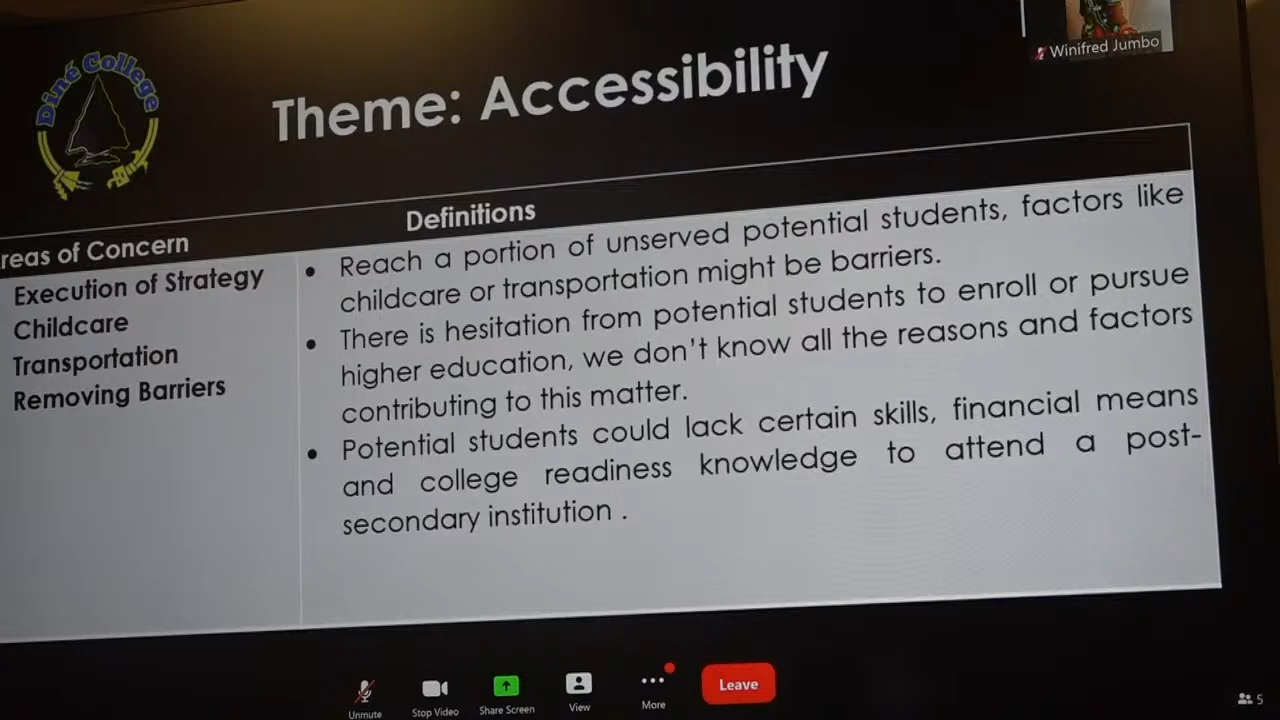 Diné College
Winifred Jumbo
Theme: Accessibility
reas of Concern
Definitions
Execution of Strategy
Childcare
Transportation
Removing Barriers
• Reach a portion of unserved potential students, factors like
childcare or transportation might be barriers.
• There is hesitation from potential students to enroll or pursue
higher education, we don't know all the reasons and factors
contributing to this matter.
• Potential students could lack certain skills, financial means
and college readiness knowledge to attend a post-
secondary institution .
Unmute
Stop Video
Share Screen
View
More
Leave
5